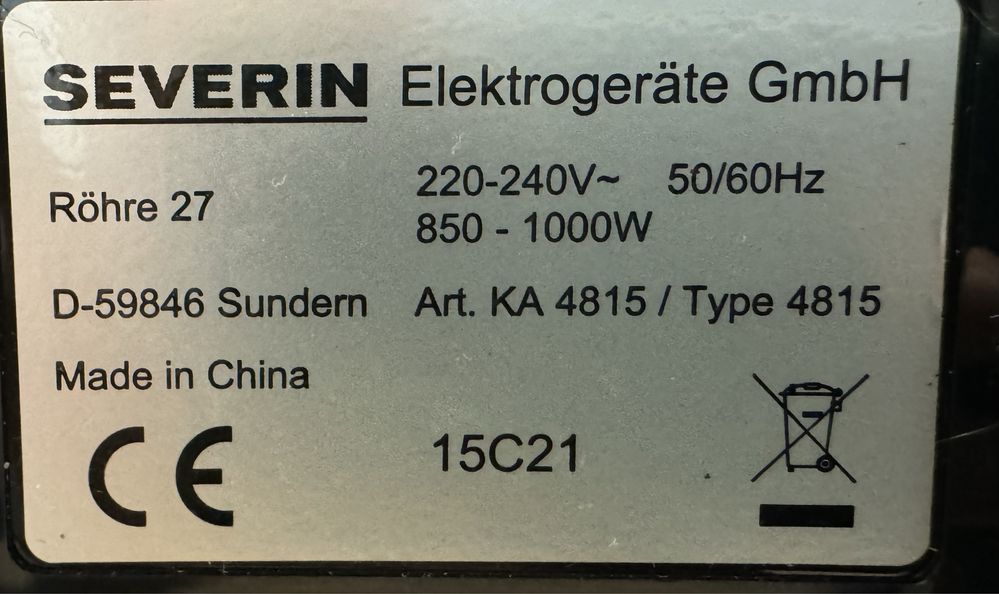 SEVERIN Elektrogeräte GmbH
Röhre 27
220-240V~ 50/60Hz
850 - 1000W
D-59846 Sundern
Art. KA 4815 / Type 4815
Made in China
CE
15C21